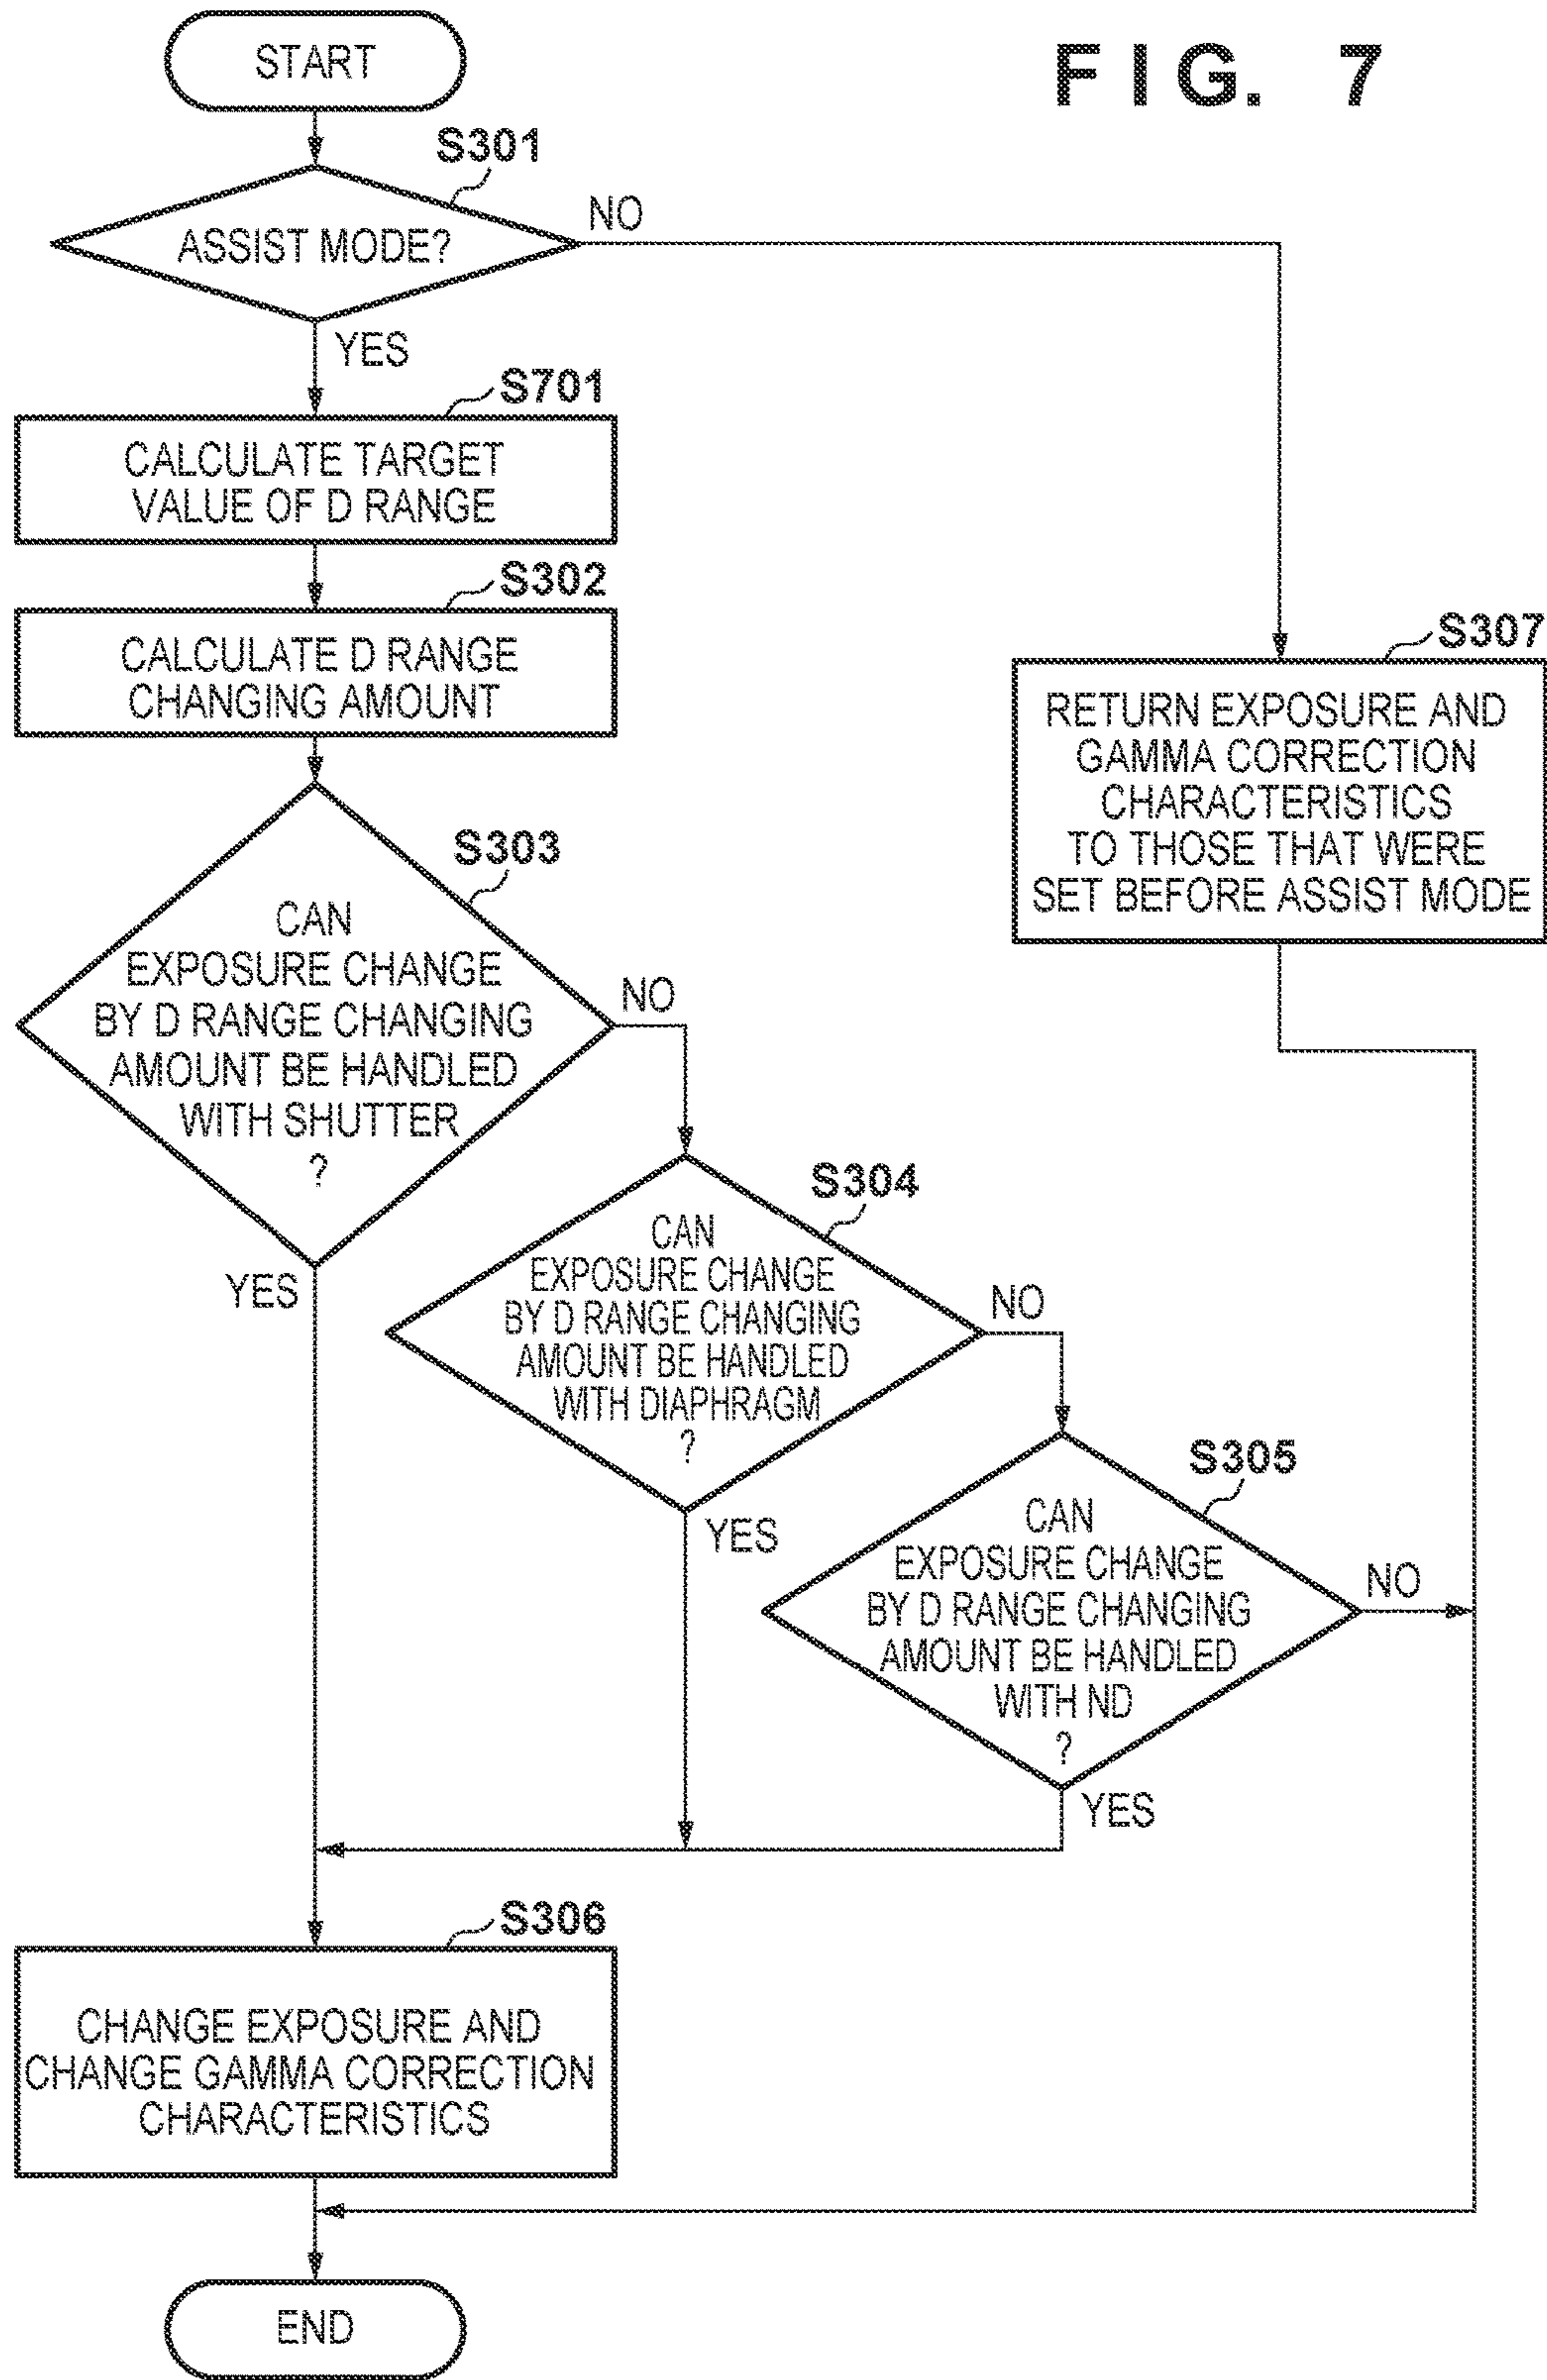 FIG. 7
START
S301
ASSIST MODE?
NO
YES
S701
CALCULATE TARGET
VALUE OF D RANGE
S302
CALCULATE D RANGE
CHANGING AMOUNT
S307
RETURN EXPOSURE AND
GAMMA CORRECTION
CHARACTERISTICS
TO THOSE THAT WERE
SET BEFORE ASSIST MODE
S303
CAN
EXPOSURE CHANGE
BY D RANGE CHANGING
AMOUNT BE HANDLED
WITH SHUTTER
?
NO
YES
S304
CAN
EXPOSURE CHANGE
BY D RANGE CHANGING
AMOUNT BE HANDLED
WITH DIAPHRAGM
?
NO
YES
S305
CAN
EXPOSURE CHANGE
BY D RANGE CHANGING
AMOUNT BE HANDLED
WITH ND
?
NO
YES
S306
CHANGE EXPOSURE AND
CHANGE GAMMA CORRECTION
CHARACTERISTICS
END